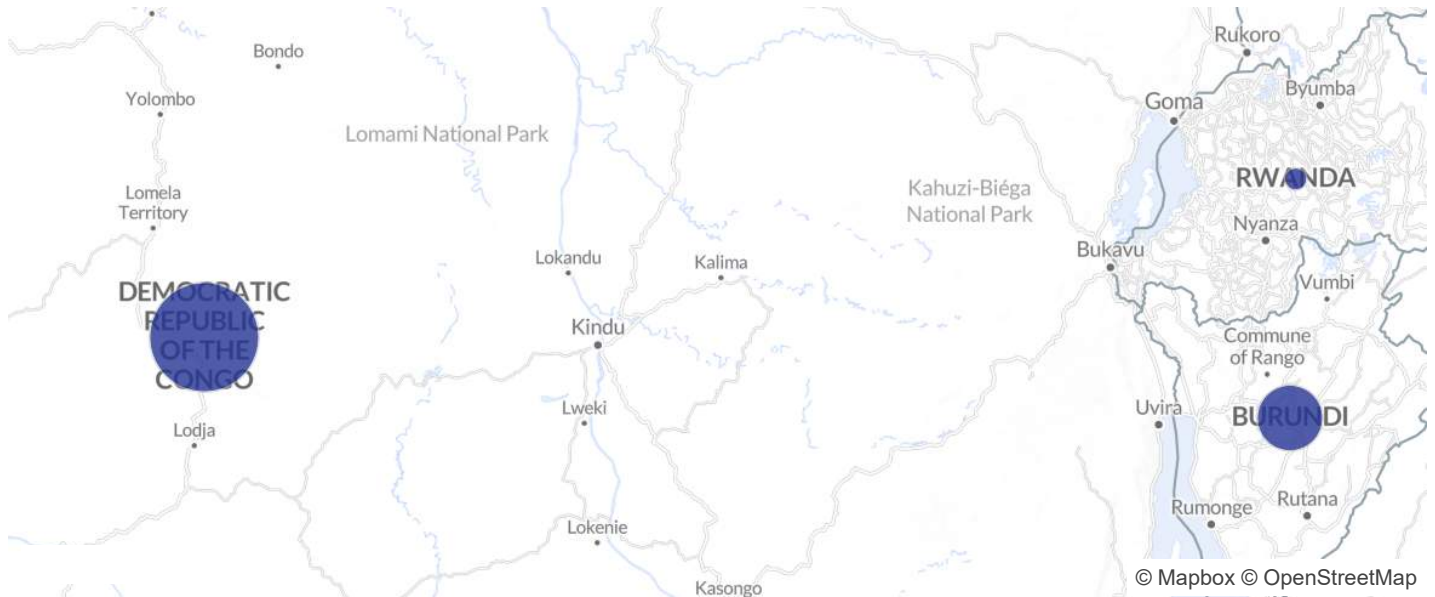 Bondo
Rukoro
Yolombo
Byumba
Goma
Lomami National Park
RWANDA
Lomela
Territory
Kahuzi-Biéga
National Park
Nyanza
Bukavu
Lokandu
Kalima
Vumbi
DEMOCRATIC
REPUBLIC
OF THE
CONGO
Kindu
Commune
of Rango
Lweki
Uvira
BURUNDI
Lodja
Rumonge
Rutana
Lokenie
Kasongo
© Mapbox © OpenStreetMap